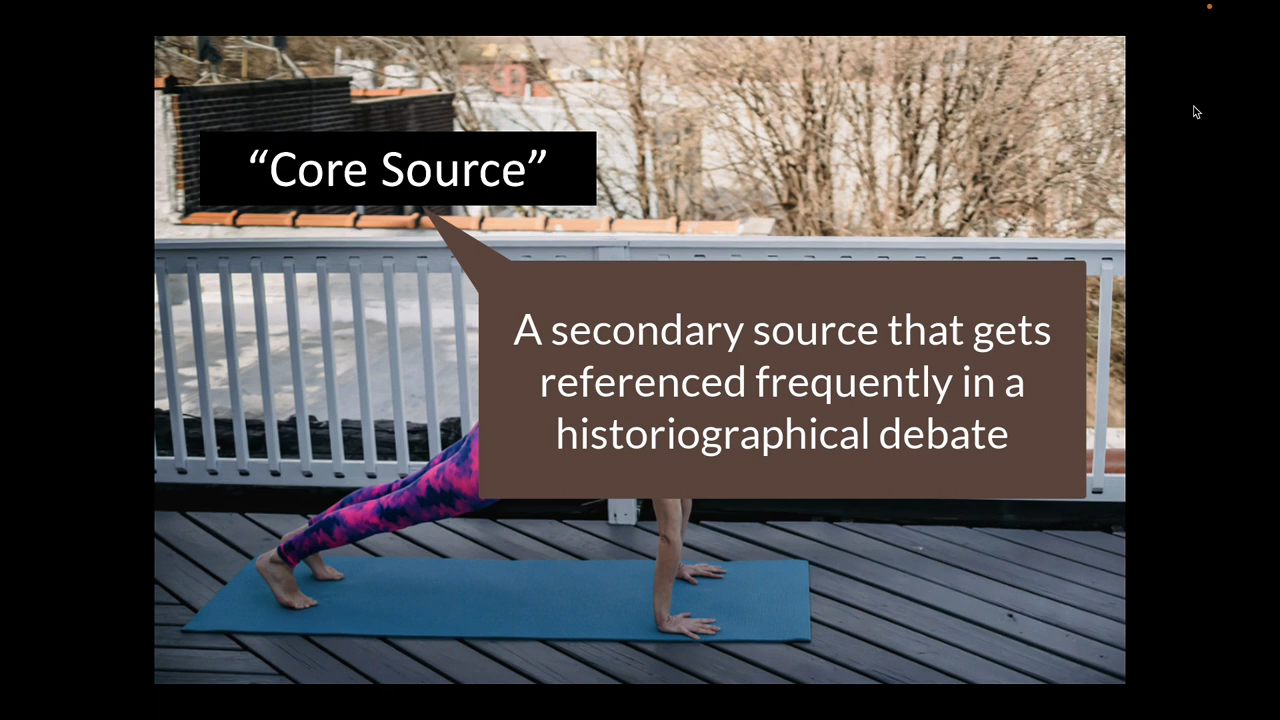 “Core Source”
A secondary source that gets
referenced frequently in a
historiographical debate